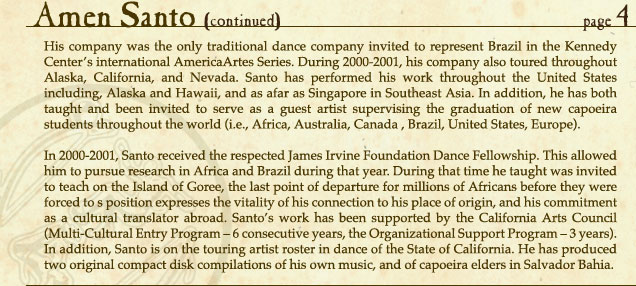 Amen Santo (continued) page 4
His company was the only traditional dance company invited to represent Brazil in the Kennedy
Center's international AmericaArtes Series. During 2000-2001, his company also toured throughout
Alaska, California, and Nevada. Santo has performed his work throughout the United States
including, Alaska and Hawaii, and as afar as Singapore in Southeast Asia. In addition, he has both
taught and been invited to serve as a guest artist supervising the graduation of new capoeira
students throughout the world (i.e., Africa, Australia, Canada , Brazil, United States, Europe).
In 2000-2001, Santo received the respected James Irvine Foundation Dance Fellowship. This allowed
him to pursue research in Africa and Brazil during that year. During that time he taught was invited
to teach on the Island of Goree, the last point of departure for millions of Africans before they were
forced to s position expresses the vitality of his connection to his place of origin, and his commitment
as a cultural translator abroad. Santo's work has been supported by the California Arts Council
(Multi-Cultural Entry Program – 6 consecutive years, the Organizational Support Program – 3 years).
In addition, Santo is on the touring artist roster in dance of the State of California. He has produced
two original compact disk compilations of his own music, and of capoeira elders in Salvador Bahia.